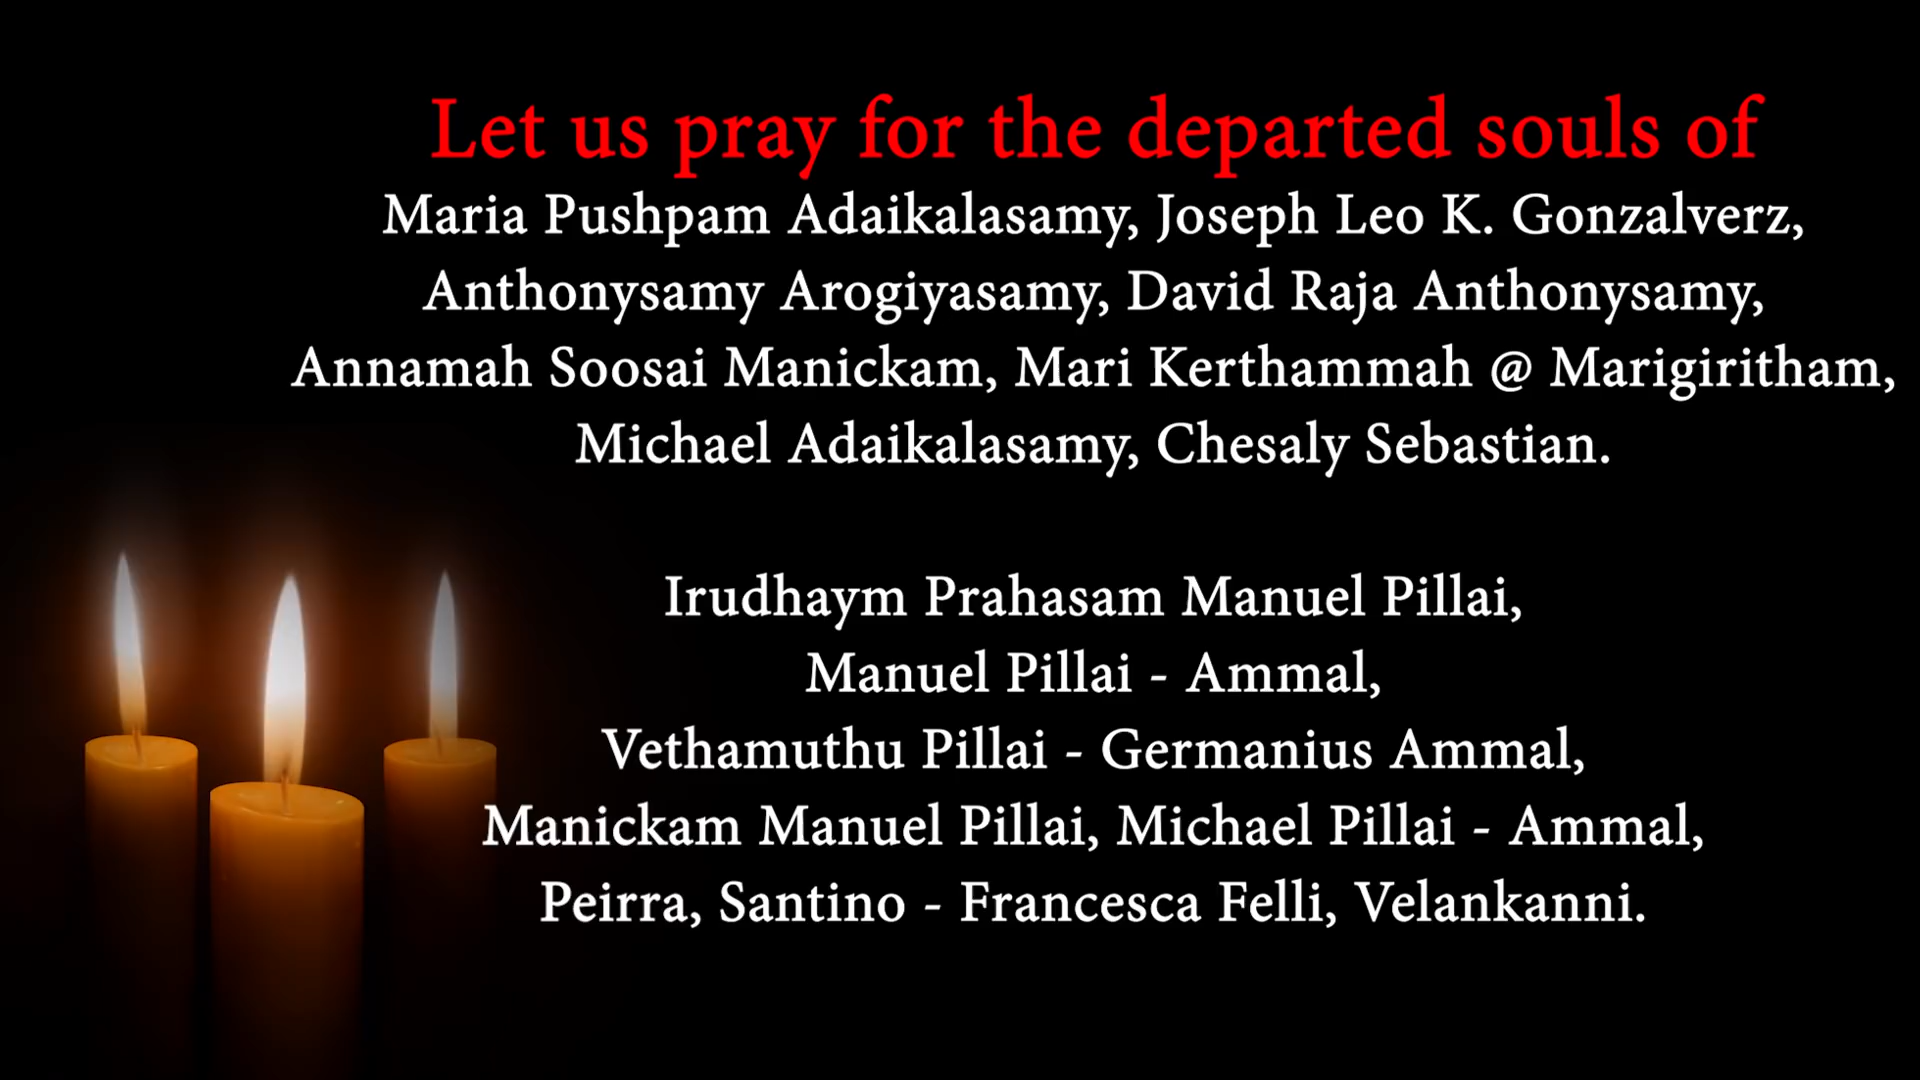 Let us pray for the departed souls of
Maria Pushpam Adaikalasamy, Joseph Leo K. Gonzalverz,
Anthonysamy Arogiyasamy, David Raja Anthonysamy,
Annamah Soosai Manickam, Mari Kerthammah @ Marigiritham,
Michael Adaikalasamy, Chesaly Sebastian.
Irudhaym Prahasam Manuel Pillai,
Manuel Pillai - Ammal,
Vethamuthu Pillai - Germanius Ammal,
Manickam Manuel Pillai, Michael Pillai - Ammal,
Peirra, Santino - Francesca Felli, Velankanni.